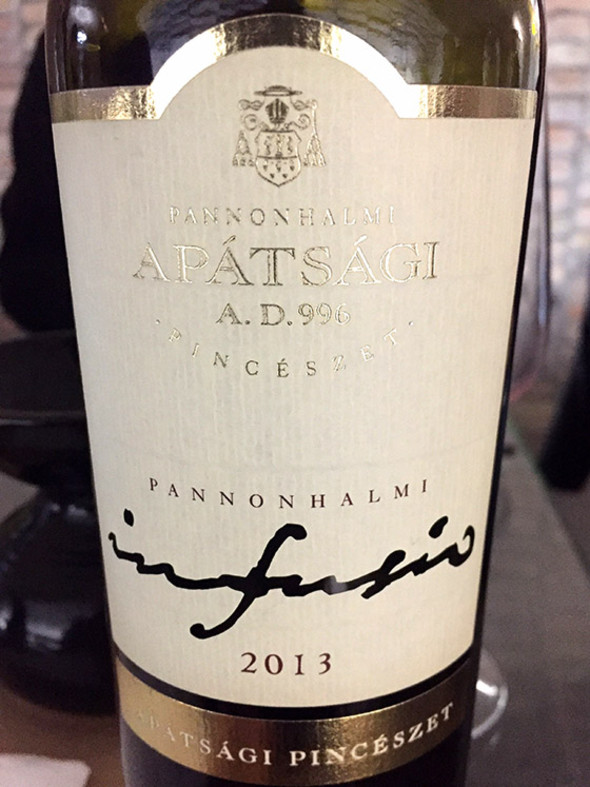 PANNONHALMI
APÁTSÁGI
A.D.996
· PINCÉSZET ·
PANNONHALMI
infusio
2013
APÁTSÁGI PINCÉSZET